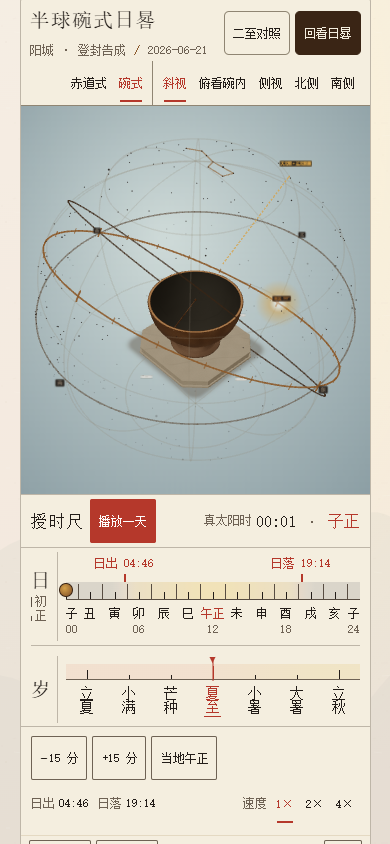 半球碗式日晷
阳城 · 登封告成 / 2026-06-21
二至对照
回看日晷
赤道式 碗式 斜视 俯看碗内 侧视 北侧 南侧
授时尺 播放一天 真太阳时 00:01 · 子正
日出 04:46 日落 19:14
日
初
正
子 丑 寅 卯 辰 巳 午正 未 申 酉 戌 亥 子
00 06 12 18 24
岁
立夏 小满 芒种 夏至 小暑 大暑 立秋
−15 分 +15 分 当地午正
日出 04:46 日落 19:14 速度 1× 2× 4×